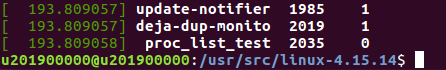 [  193.809057] update-notifier  1985     1
[  193.809057] deja-dup-monito  2019     1
[  193.809058]  proc_list_test  2035     0
u201900000@u201900000:/usr/src/linux-4.15.14$